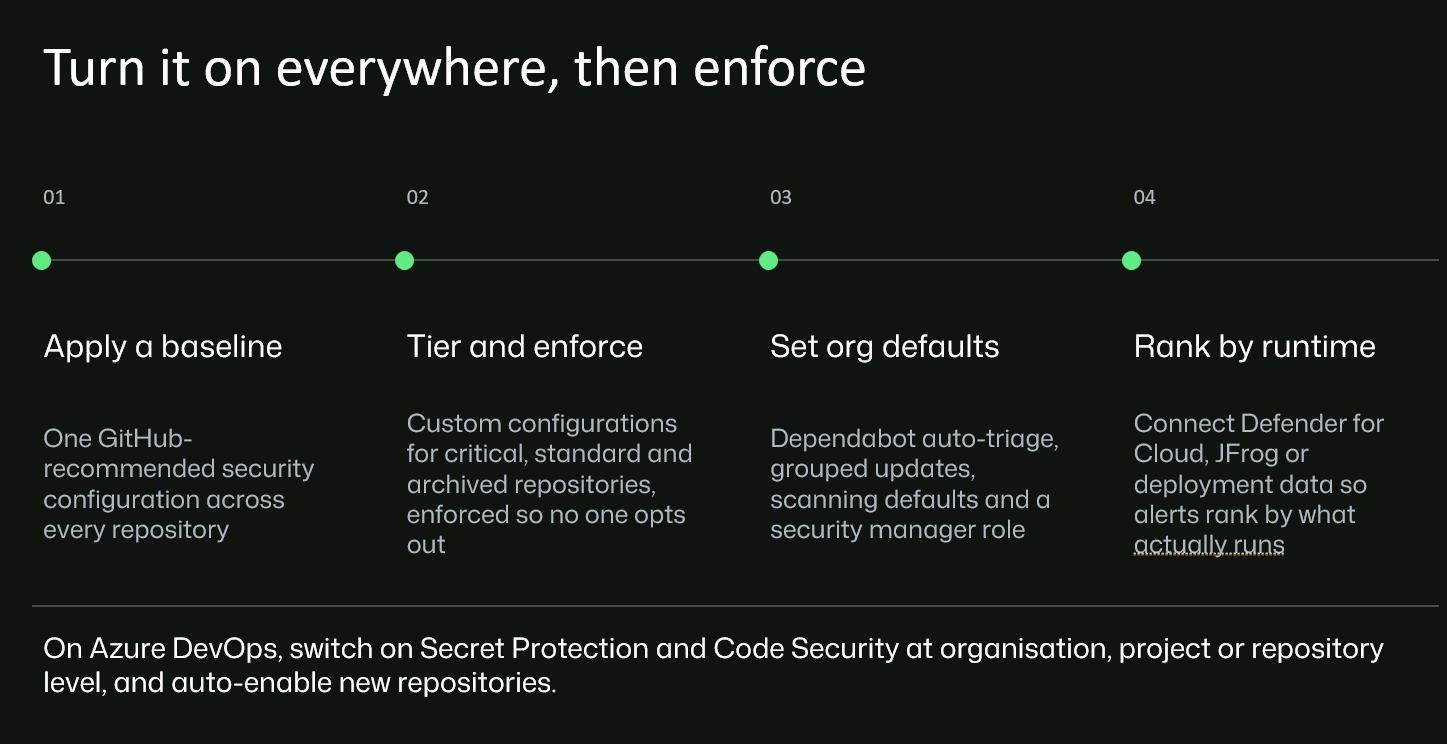 Turn it on everywhere, then enforce
01
02
03
04
Apply a baseline
Tier and enforce
Set org defaults
Rank by runtime
One GitHub-
recommended security
configuration across
every repository
Custom configurations
for critical, standard and
archived repositories,
enforced so no one opts
out
Dependabot auto-triage,
grouped updates,
scanning defaults and a
security manager role
Connect Defender for
Cloud, JFrog or
deployment data so
alerts rank by what
actually runs
On Azure DevOps, switch on Secret Protection and Code Security at organisation, project or repository
level, and auto-enable new repositories.